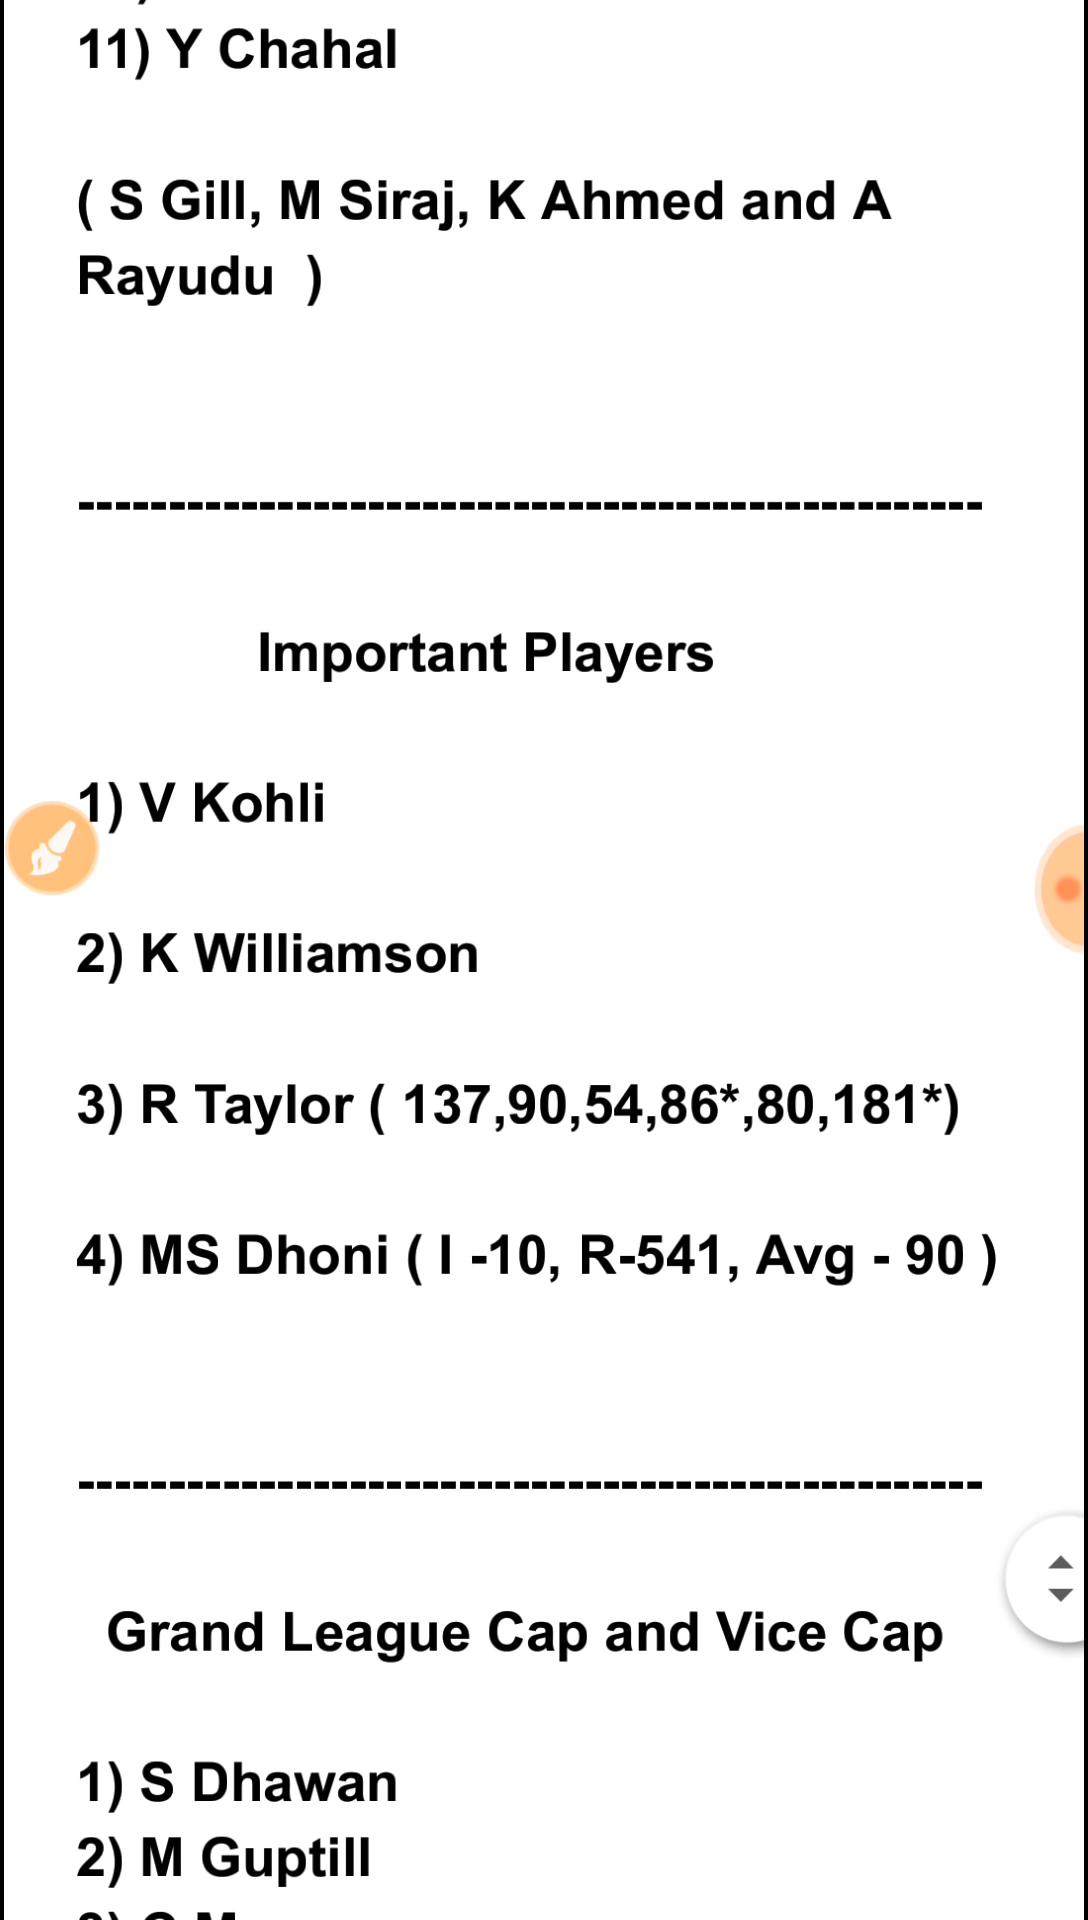 11) Y Chahal
( S Gill, M Siraj, K Ahmed and A
Rayudu )
--------------------------------------------------
Important Players
1) V Kohli
2) K Williamson
3) R Taylor ( 137,90,54,86*,80,181*)
4) MS Dhoni ( I -10, R-541, Avg - 90 )
--------------------------------------------------
Grand League Cap and Vice Cap
1) S Dhawan
2) M Guptill